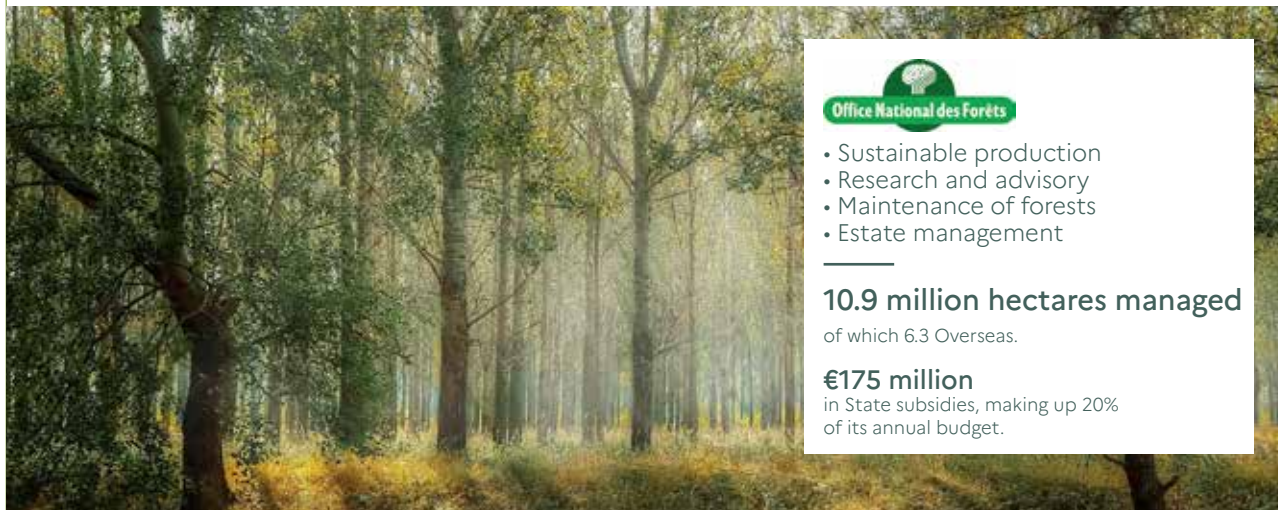 Office National des Forêts
• Sustainable production
• Research and advisory
• Maintenance of forests
• Estate management
10.9 million hectares managed
of which 6.3 Overseas.
€175 million
in State subsidies, making up 20%
of its annual budget.